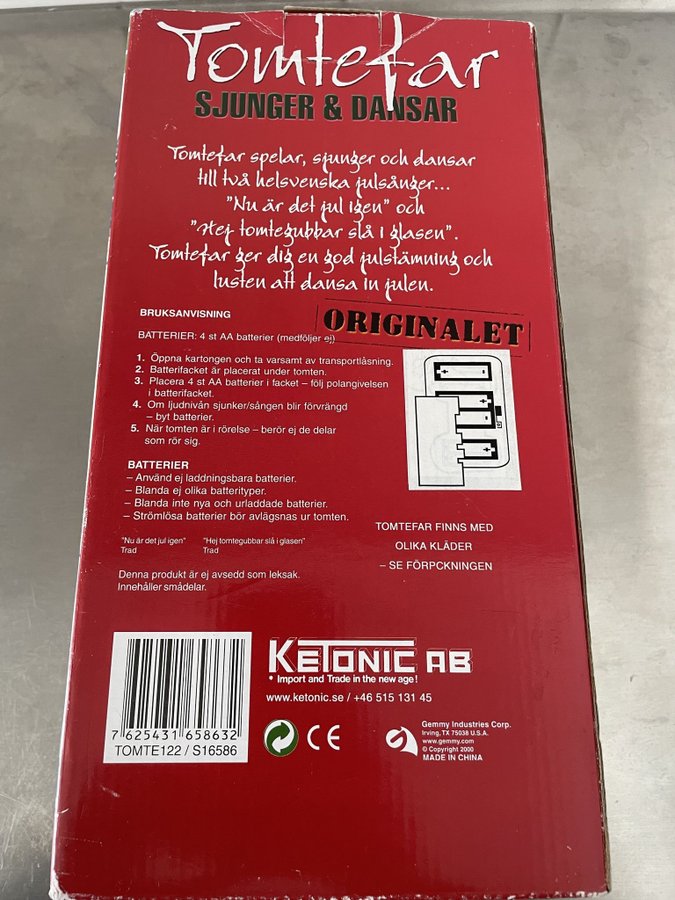 Tomtefar
SJUNGER & DANSAR
Tomtefar spelar, sjunger och dansar
till två helsvenska julsånger...
"Nu är det jul igen" och
"Hej tomtegubbar slå i glasen".
Tomtefar ger dig en god julstämning och
lusten att dansa in julen.
BRUKSANVISNING
ORIGINALET
BATTERIER: 4 st AA batterier (medföljer ej)
1. Öppna kartongen och ta varsamt av transportlåsning.
2. Batterifacket är placerat under tomten.
3. Placera 4 st AA batterier i facket – följ polangivelsen
i batterifacket.
4. Om ljudnivån sjunker/sången blir förvrängd
– byt batterier.
5. När tomten är i rörelse – berör ej de delar
som rör sig.
BATTERIER
– Använd ej laddningsbara batterier.
– Blanda ej olika batterityper.
– Blanda inte nya och urladdade batterier.
– Strömlösa batterier bör avlägsnas ur tomten.
"Nu är det jul igen" "Hej tomtegubbar slå i glasen"
Trad Trad
TOMTEFAR FINNS MED
OLIKA KLÄDER
– SE FÖRPCKNINGEN
Denna produkt är ej avsedd som leksak.
Innehåller smådelar.
KETONIC AB
• Import and Trade in the new age!
www.ketonic.se / +46 515 131 45
7 625431 658632
TOMTE122 / S16586
CE
Gemmy Industries Corp.
Irving, TX 75038 U.S.A.
www.gemmy.com
© Copyright 2000
MADE IN CHINA